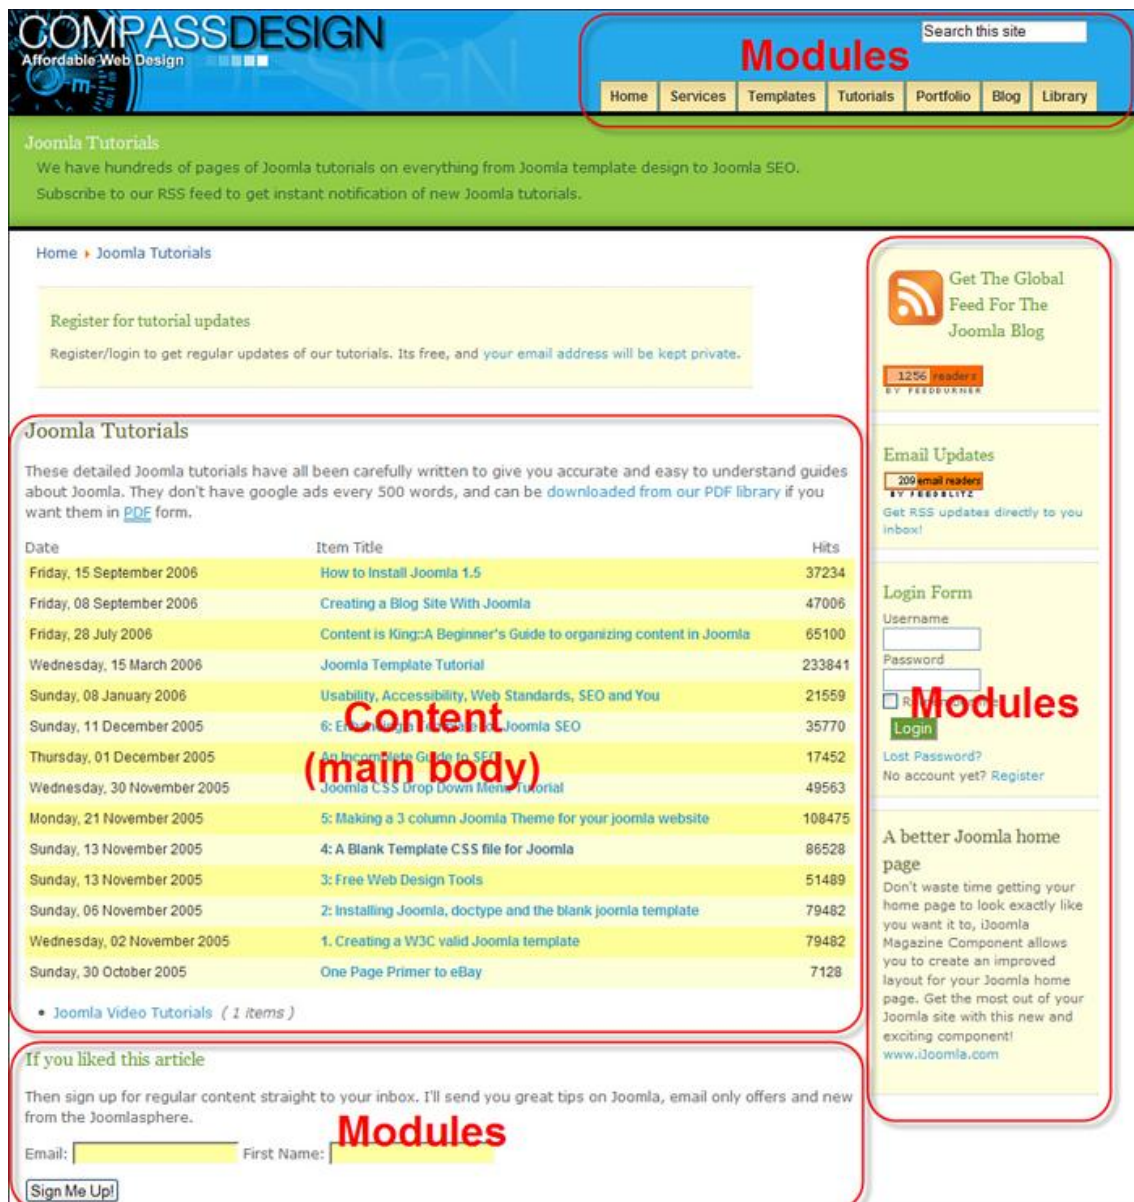 COMPASSDESIGN
Affordable Web Design
DESIGN
Search this site
Modules
Home Services Templates Tutorials Portfolio Blog Library
Joomla Tutorials
We have hundreds of pages of Joomla tutorials on everything from Joomla template design to Joomla SEO.
Subscribe to our RSS feed to get instant notification of new Joomla tutorials.
Home Joomla Tutorials
Register for tutorial updates
Register/login to get regular updates of our tutorials. Its free, and your email address will be kept private.
Joomla Tutorials
These detailed Joomla tutorials have all been carefully written to give you accurate and easy to understand guides
about Joomla. They don't have google ads every 500 words, and can be downloaded from our PDF library if you
want them in PDF form.
Date Item Title Hits
Friday, 15 September 2006 How to Install Joomla 1.5 37234
Friday, 08 September 2006 Creating a Blog Site With Joomla 47006
Friday, 28 July 2006 Content is King::A Beginner's Guide to organizing content in Joomla 65100
Wednesday, 15 March 2006 Joomla Template Tutorial 233841
Sunday, 08 January 2006 Usability, Accessibility, Web Standards, SEO and You 21559
Sunday, 11 December 2005 6: Joomla SEO 35770
Thursday, 01 December 2005 An Incomplete Guide to SEO 17452
Wednesday, 30 November 2005 Joomla CSS Drop Down Menu Tutorial 49563
Monday, 21 November 2005 5: Making a 3 column Joomla Theme for your joomla website 108475
Sunday, 13 November 2005 4: A Blank Template CSS file for Joomla 86528
Sunday, 13 November 2005 3: Free Web Design Tools 51489
Sunday, 06 November 2005 2: Installing Joomla, doctype and the blank joomla template 79482
Wednesday, 02 November 2005 1. Creating a W3C valid Joomla template 79482
Sunday, 30 October 2005 One Page Primer to eBay 7128
Content
(main body)
• Joomla Video Tutorials ( 1 items )
If you liked this article
Then sign up for regular content straight to your inbox. I'll send you great tips on Joomla, email only offers and new
from the Joomlasphere.
Modules
Email: First Name:
Sign Me Up!
Get The Global
Feed For The
Joomla Blog
1256 readers
BY FEEDBURNER
Email Updates
209 email readers
BY FEEDBLITZ
Get RSS updates directly to you
inbox!
Login Form
Username
Password
Modules
Login
Lost Password?
No account yet? Register
A better Joomla home
page
Don't waste time getting your
home page to look exactly like
you want it to, iJoomla
Magazine Component allows
you to create an improved
layout for your Joomla home
page. Get the most out of your
Joomla site with this new and
exciting component!
www.iJoomla.com